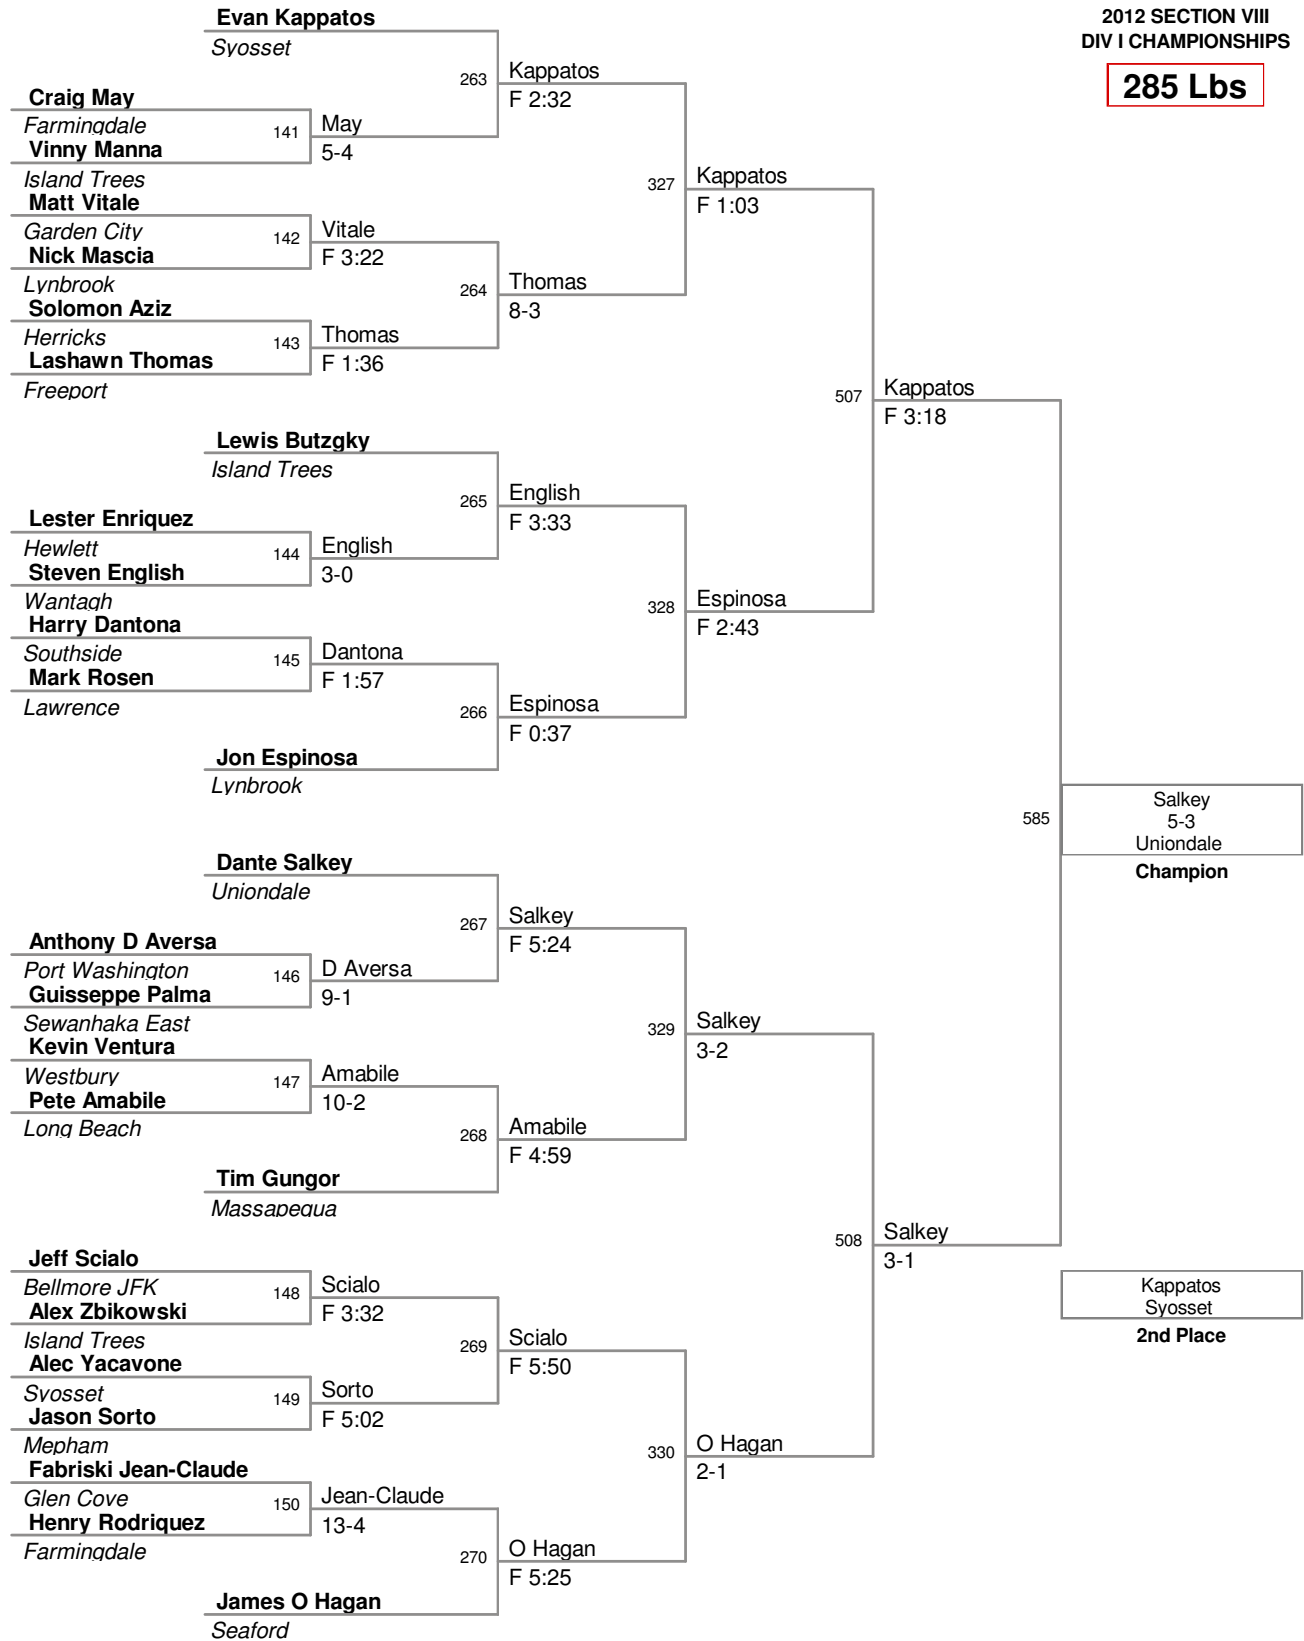 2012 SECTION VIII
DIV I CHAMPIONSHIPS
285 Lbs
Evan Kappatos
Syosset
263
Kappatos
F 2:32
Craig May
Farmingdale
141
May
5-4
Vinny Manna
Island Trees
327
Kappatos
F 1:03
Matt Vitale
Garden City
142
Vitale
F 3:22
Nick Mascia
Lynbrook
264
Thomas
8-3
Solomon Aziz
Herricks
143
Thomas
F 1:36
Lashawn Thomas
Freeport
507
Kappatos
F 3:18
Lewis Butzgky
Island Trees
265
English
F 3:33
Lester Enriquez
Hewlett
144
English
3-0
Steven English
Wantagh
328
Espinosa
F 2:43
Harry Dantona
Southside
145
Dantona
F 1:57
Mark Rosen
Lawrence
266
Espinosa
F 0:37
Jon Espinosa
Lynbrook
585
Salkey
5-3
Uniondale
Champion
Dante Salkey
Uniondale
267
Salkey
F 5:24
Anthony D Aversa
Port Washington
146
D Aversa
9-1
Guisseppe Palma
Sewanhaka East
329
Salkey
3-2
Kevin Ventura
Westbury
147
Amabile
10-2
Pete Amabile
Long Beach
268
Amabile
F 4:59
Tim Gungor
Massapequa
508
Salkey
3-1
Jeff Scialo
Bellmore JFK
148
Scialo
F 3:32
Alex Zbikowski
Island Trees
Kappatos
Syosset
2nd Place
269
Scialo
F 5:50
Alec Yacavone
Syosset
149
Sorto
F 5:02
Jason Sorto
Mepham
330
O Hagan
2-1
Fabriski Jean-Claude
Glen Cove
150
Jean-Claude
13-4
Henry Rodriquez
Farmingdale
270
O Hagan
F 5:25
James O Hagan
Seaford